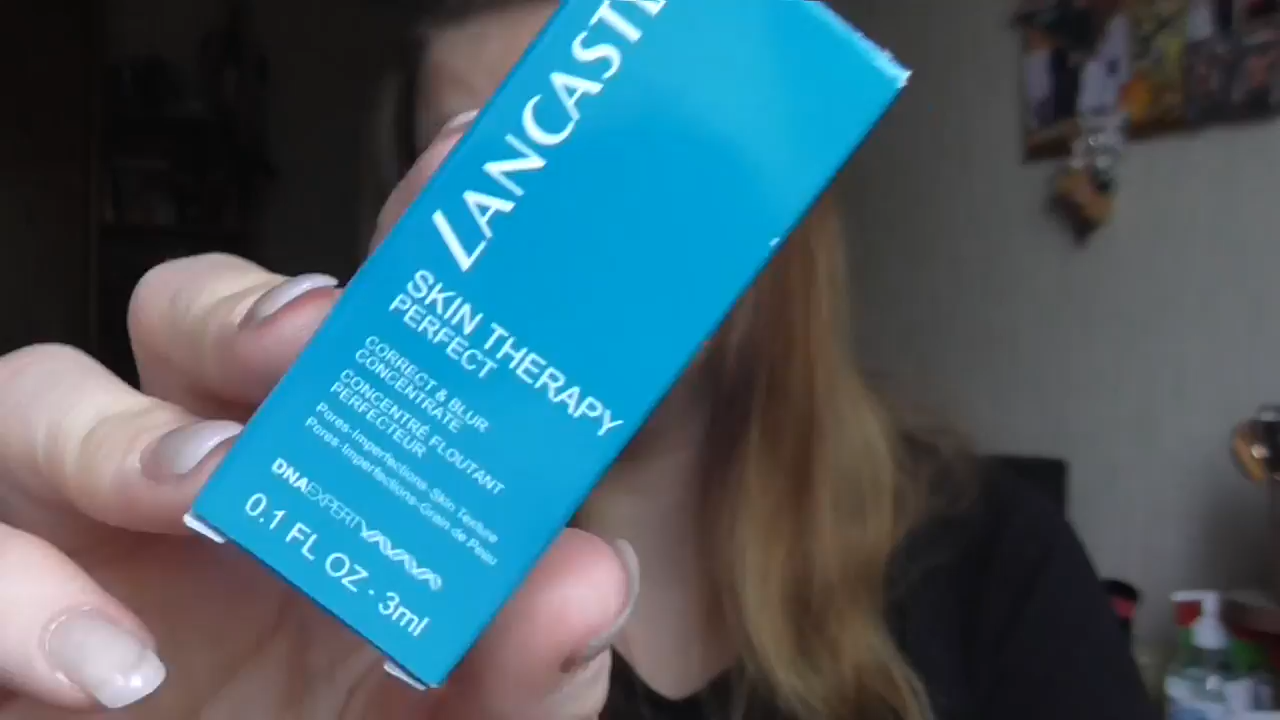 LANCASTE
SKIN THERAPY
PERFECT
CORRECT & BLUR
CONCENTRATE
CONCENTRÉ FLOUTANT
PERFECTEUR
Pores-Imperfections-Skin Texture
Pores-Imperfections-Grain de Peau
DNAEXPERT
0.1 FL OZ - 3ml